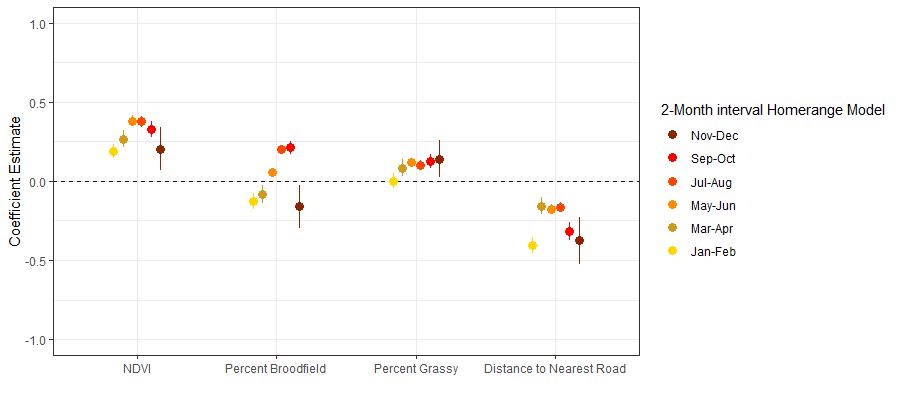 1.0
0.5
0.0
-0.5
-1.0
Coefficient Estimate
NDVI
Percent Broodfield
Percent Grassy
Distance to Nearest Road
2-Month interval Homerange Model
Nov-Dec
Sep-Oct
Jul-Aug
May-Jun
Mar-Apr
Jan-Feb